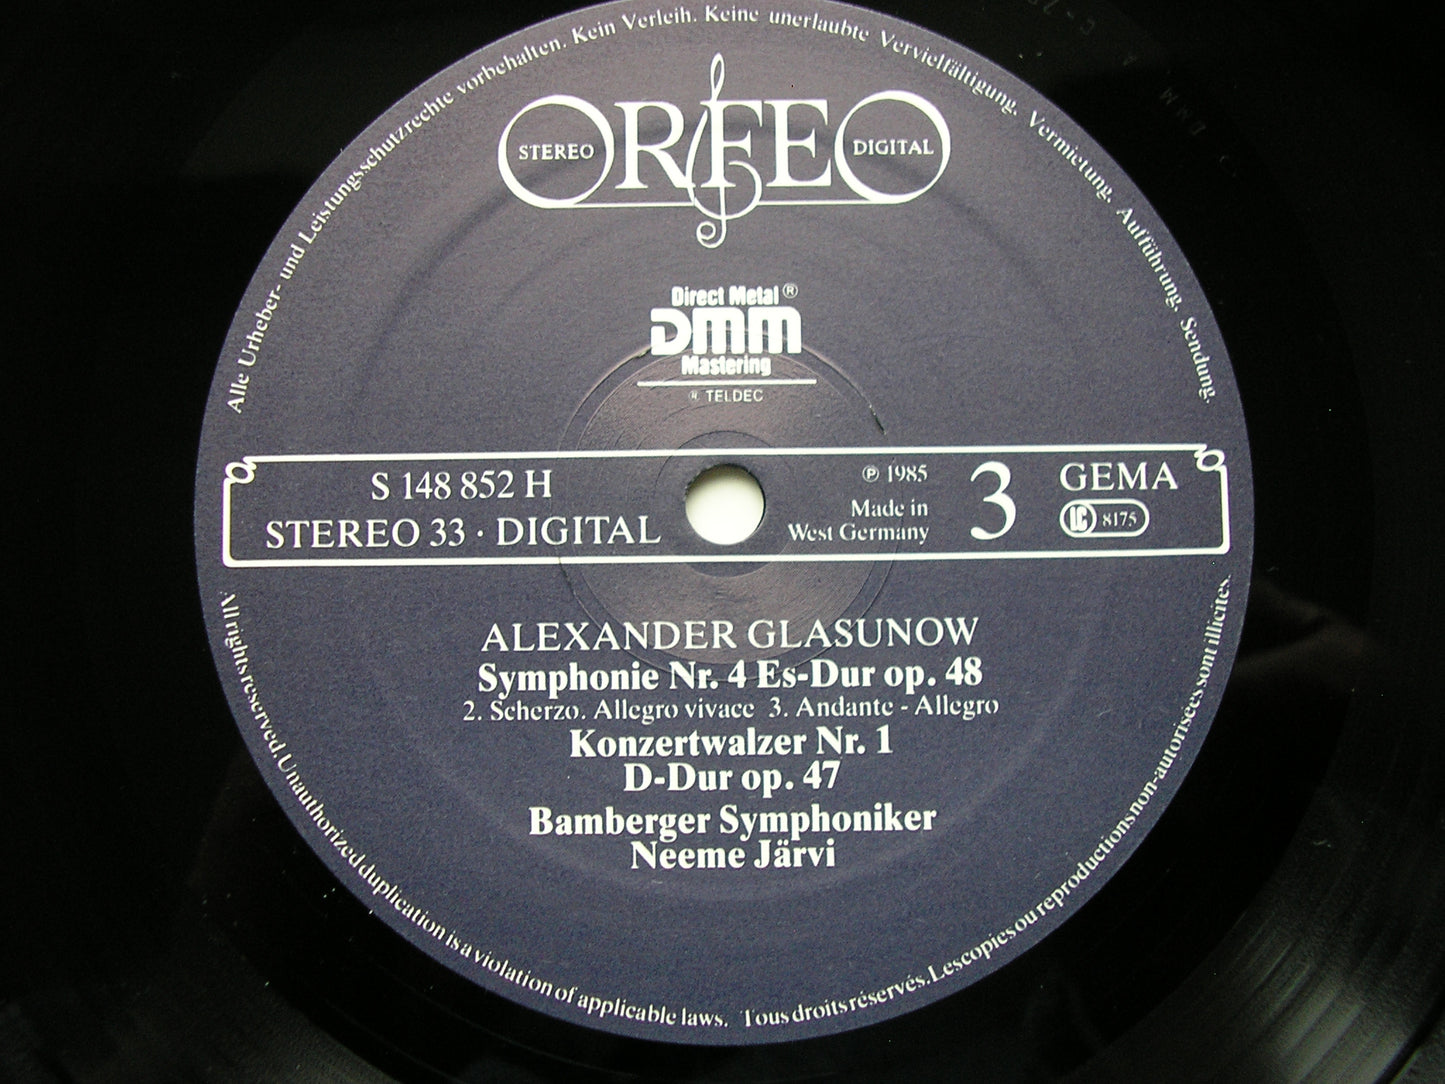 Alle Urheber- und Leistungsschutzrechte vorbehalten. Kein Verleih. Keine unerlaubte Vervielfältigung. Vermietung. Aufführung. Sendung.
ORFEO
STEREO
DIGITAL
Direct Metal ®
DMM
Mastering
® TELDEC
S 148 852 H
STEREO 33 · DIGITAL
℗ 1985
Made in
West Germany
3
GEMA
LC 8175
ALEXANDER GLASUNOW
Symphonie Nr. 4 Es-Dur op. 48
2. Scherzo. Allegro vivace 3. Andante - Allegro
Konzertwalzer Nr. 1
D-Dur op. 47
Bamberger Symphoniker
Neeme Järvi
All rights reserved. Unauthorized duplication is a violation of applicable laws. Tous droits réservés. Les copies ou reproductions non-autorisées sont illicites.